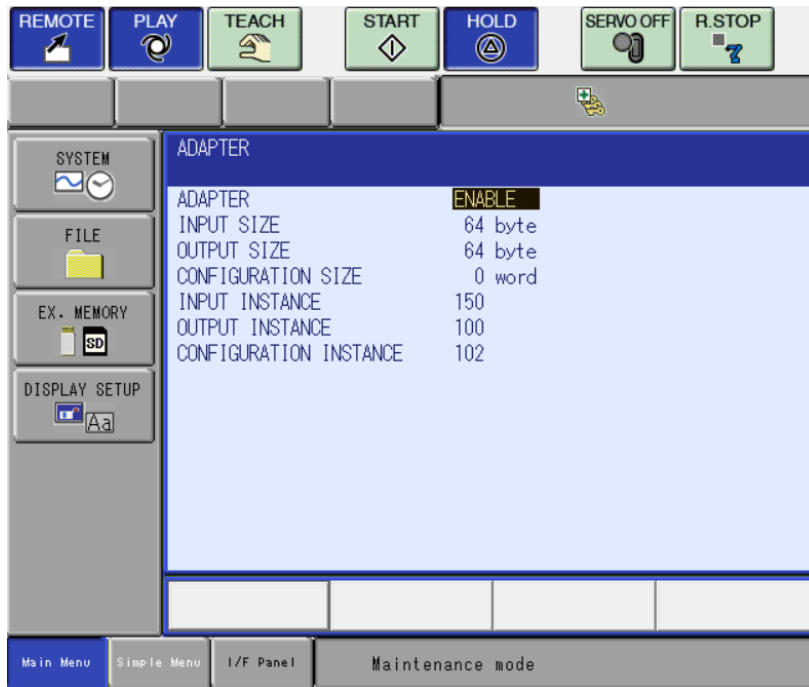 REMOTE PLAY TEACH START HOLD SERVO OFF R.STOP
SYSTEM
FILE
EX. MEMORY
SD
DISPLAY SETUP
Aa
ADAPTER
ADAPTER ENABLE
INPUT SIZE 64 byte
OUTPUT SIZE 64 byte
CONFIGURATION SIZE 0 word
INPUT INSTANCE 150
OUTPUT INSTANCE 100
CONFIGURATION INSTANCE 102
Main Menu Simple Menu I/F Panel Maintenance mode